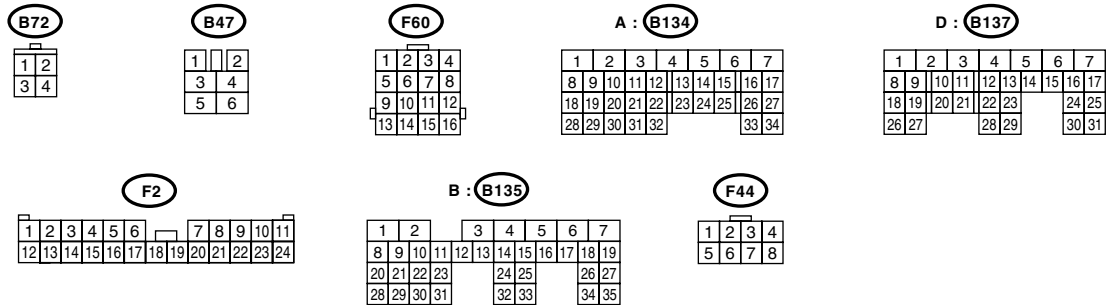 B72 B47 F60 A : B134 D : B137
1 2
3 4
1 2
3 4
5 6
1 2 3 4
5 6 7 8
9 10 11 12
13 14 15 16
1 2 3 4 5 6 7
8 9 10 11 12 13 14 15 16 17
18 19 20 21 22 23 24 25 26 27
28 29 30 31 32 33 34
1 2 3 4 5 6 7
8 9 10 11 12 13 14 15 16 17
18 19 20 21 22 23 24 25
26 27 28 29 30 31
F2 B : B135 F44
1 2 3 4 5 6 7 8 9 10 11
12 13 14 15 16 17 18 19 20 21 22 23 24
1 2 3 4 5 6 7
8 9 10 11 12 13 14 15 16 17 18 19
20 21 22 23 24 25 26 27
28 29 30 31 32 33 34 35
1 2 3 4
5 6 7 8